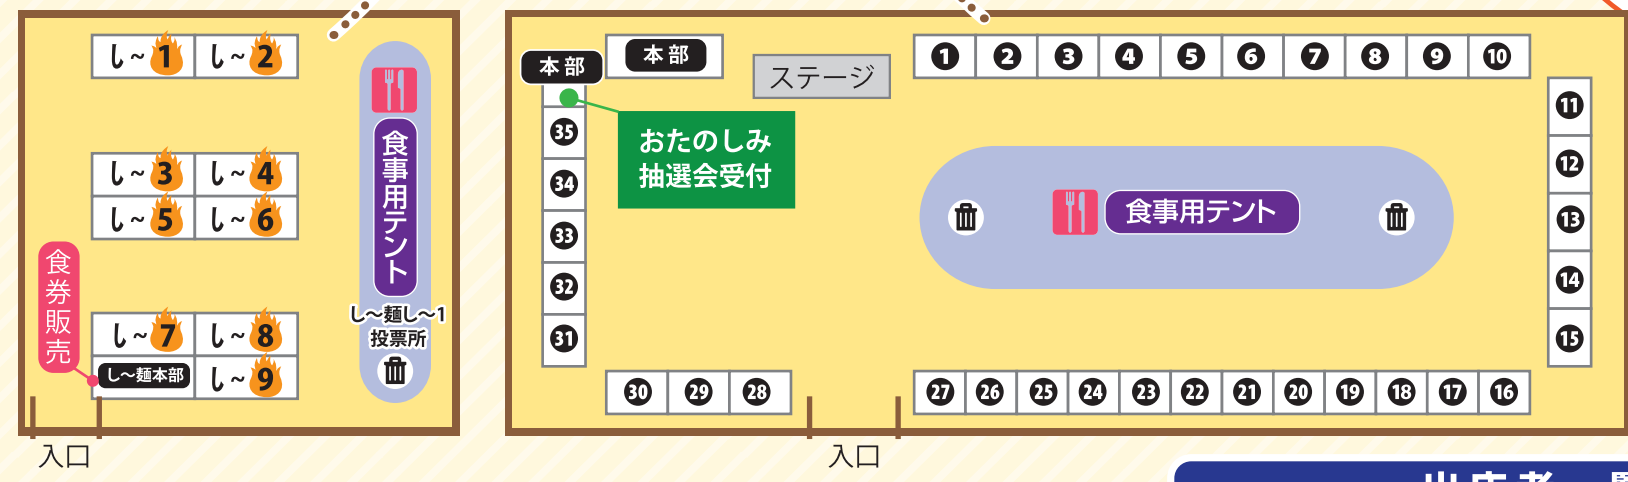 し～1
し～2
し～3
し～4
し～5
し～6
し～7
し～8
し～麺本部
し～9
食券販売
入口
食事用テント
し～麺し～1
投票所
本部
本部
ステージ
おたのしみ
抽選会受付
1 2 3 4 5 6 7 8 9 10
11
12
13
14
15
35
34
33
32
31
食事用テント
30 29 28
27 26 25 24 23 22 21 20 19 18 17 16
入口